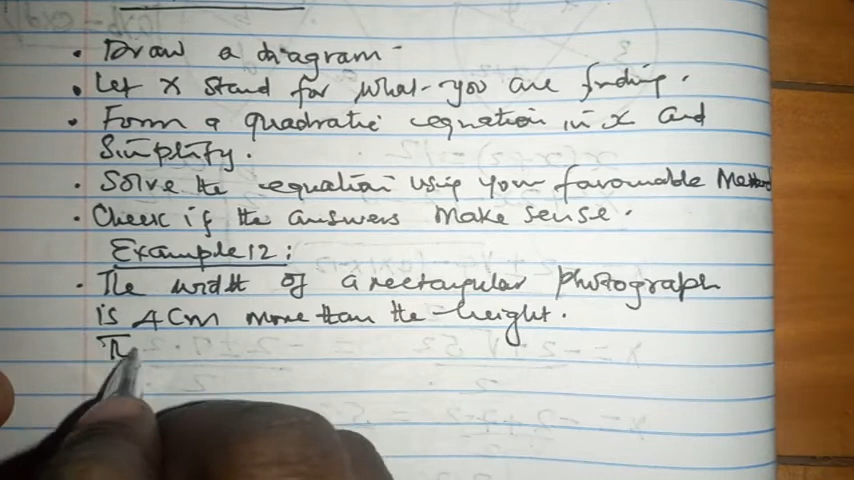 • Draw a diagram
• Let x stand for what you are finding.
• Form a quadratic equation in x and
Simplify.
• Solve the equation using your favourable Method
• Check if the answers make sense.
Example 12:
• The width of a rectangular photograph
is 4cm more than the height.
T